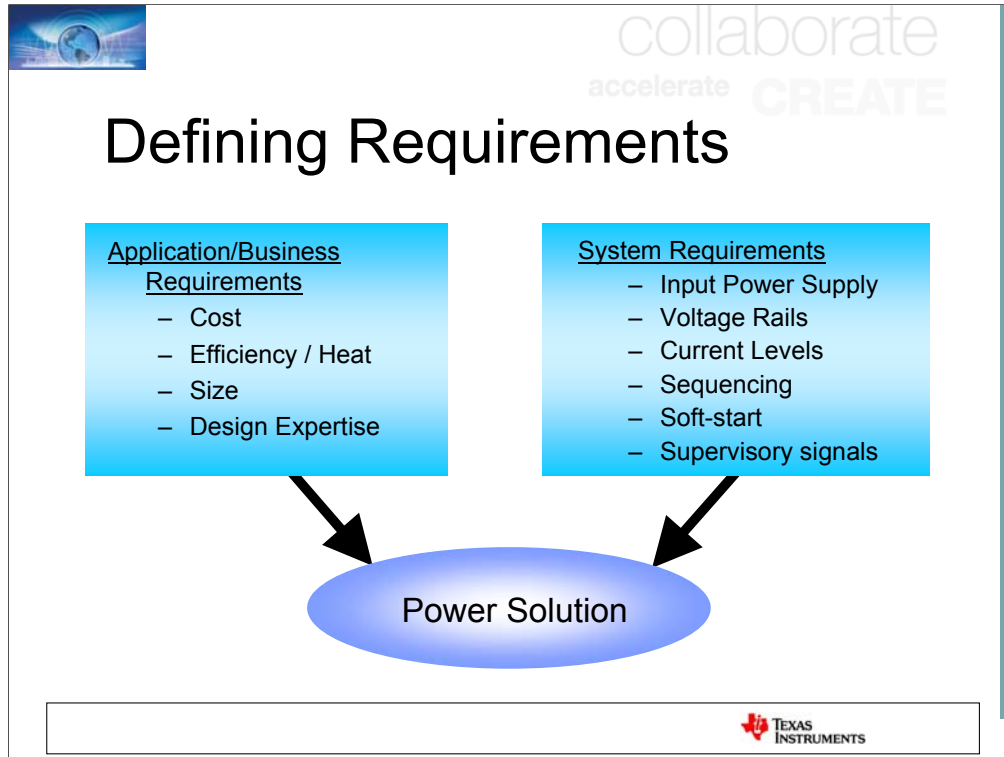 collaborate
accelerate CREATE
Defining Requirements
Application/Business
Requirements
– Cost
– Efficiency / Heat
– Size
– Design Expertise
System Requirements
– Input Power Supply
– Voltage Rails
– Current Levels
– Sequencing
– Soft-start
– Supervisory signals
Power Solution
TEXAS
INSTRUMENTS